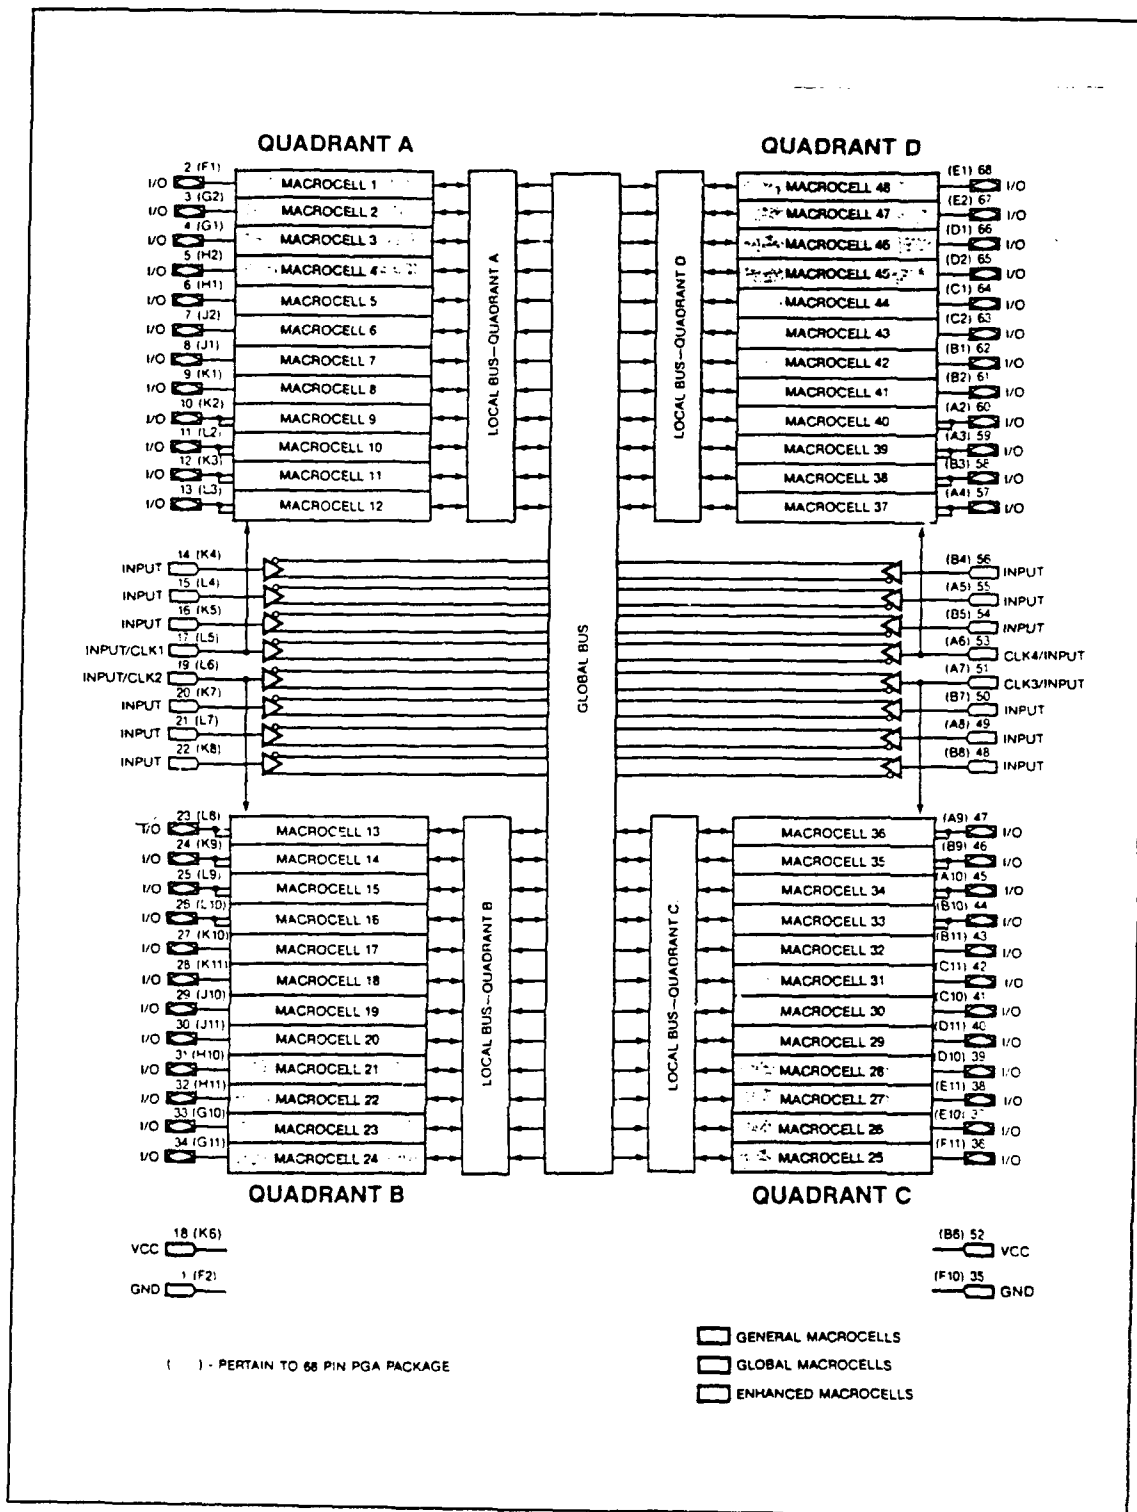 QUADRANT A
2 (F1)
I/O MACROCELL 1
3 (G2)
I/O MACROCELL 2
4 (G1)
I/O MACROCELL 3
5 (H2)
I/O MACROCELL 4
6 (H1)
I/O MACROCELL 5
7 (J2)
I/O MACROCELL 6
8 (J1)
I/O MACROCELL 7
9 (K1)
I/O MACROCELL 8
10 (K2)
I/O MACROCELL 9
11 (L2)
I/O MACROCELL 10
12 (K3)
I/O MACROCELL 11
13 (L3)
I/O MACROCELL 12
LOCAL BUS–QUADRANT A
QUADRANT D
LOCAL BUS–QUADRANT D
(E1) 68
MACROCELL 48 I/O
(E2) 67
MACROCELL 47 I/O
(D1) 66
MACROCELL 46 I/O
(D2) 65
MACROCELL 45 I/O
(C1) 64
MACROCELL 44 I/O
(C2) 63
MACROCELL 43 I/O
(B1) 62
MACROCELL 42 I/O
(B2) 61
MACROCELL 41 I/O
(A2) 60
MACROCELL 40 I/O
(A3) 59
MACROCELL 39 I/O
(B3) 58
MACROCELL 38 I/O
(A4) 57
MACROCELL 37 I/O
14 (K4)
INPUT
15 (L4)
INPUT
16 (K5)
INPUT
17 (L5)
INPUT/CLK1
19 (L6)
INPUT/CLK2
20 (K7)
INPUT
21 (L7)
INPUT
22 (K8)
INPUT
GLOBAL BUS
(B4) 56
INPUT
(A5) 55
INPUT
(B5) 54
INPUT
(A6) 53
CLK4/INPUT
(A7) 51
CLK3/INPUT
(B7) 50
INPUT
(A8) 49
INPUT
(B8) 48
INPUT
23 (L8)
I/O MACROCELL 13
24 (K9)
I/O MACROCELL 14
25 (L9)
I/O MACROCELL 15
26 (L10)
I/O MACROCELL 16
27 (K10)
I/O MACROCELL 17
28 (K11)
I/O MACROCELL 18
29 (J10)
I/O MACROCELL 19
30 (J11)
I/O MACROCELL 20
31 (H10)
I/O MACROCELL 21
32 (H11)
I/O MACROCELL 22
33 (G10)
I/O MACROCELL 23
34 (G11)
I/O MACROCELL 24
LOCAL BUS–QUADRANT B
QUADRANT B
LOCAL BUS–QUADRANT C
(A9) 47
MACROCELL 36 I/O
(B9) 46
MACROCELL 35 I/O
(A10) 45
MACROCELL 34 I/O
(B10) 44
MACROCELL 33 I/O
(B11) 43
MACROCELL 32 I/O
(C11) 42
MACROCELL 31 I/O
(C10) 41
MACROCELL 30 I/O
(D11) 40
MACROCELL 29 I/O
(D10) 39
MACROCELL 28 I/O
(E11) 38
MACROCELL 27 I/O
(E10) 37
MACROCELL 26 I/O
(F11) 36
MACROCELL 25 I/O
QUADRANT C
18 (K6)
VCC
1 (F2)
GND
(B6) 52
VCC
(F10) 35
GND
( ) - PERTAIN TO 68 PIN PGA PACKAGE
GENERAL MACROCELLS
GLOBAL MACROCELLS
ENHANCED MACROCELLS